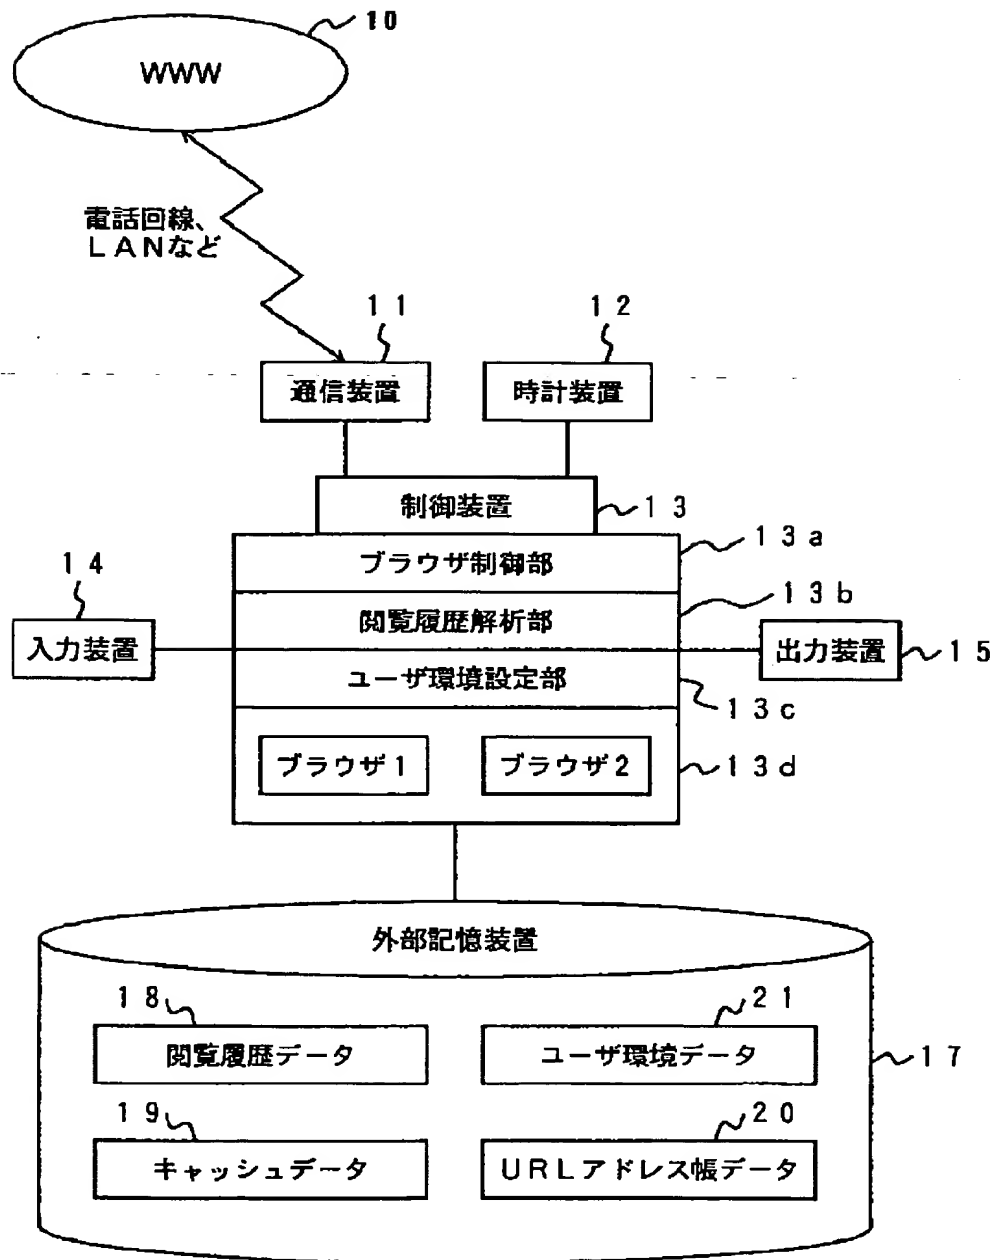 10
WWW
電話回線、
LANなど
11
12
通信装置
時計装置
制御装置
13
ブラウザ制御部
13a
14
閲覧履歴解析部
13b
入力装置
出力装置
15
ユーザ環境設定部
13c
ブラウザ1
ブラウザ2
13d
外部記憶装置
18
21
閲覧履歴データ
ユーザ環境データ
17
19
20
キャッシュデータ
URLアドレス帳データ